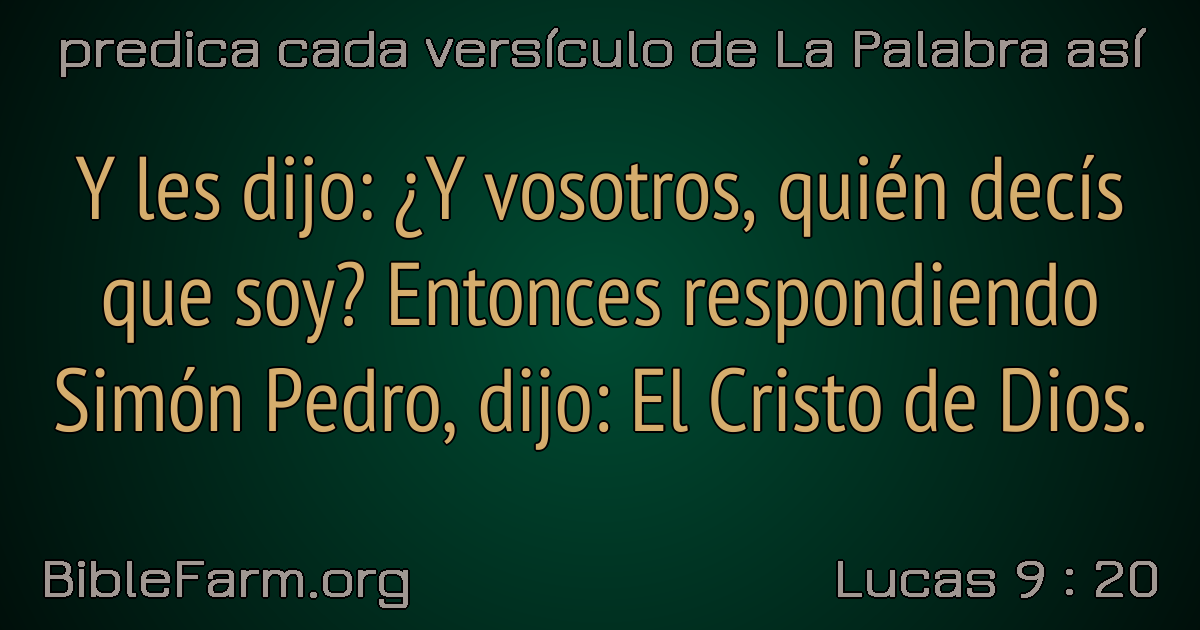 predica cada versículo de La Palabra así
Y les dijo: ¿Y vosotros, quién decís
que soy? Entonces respondiendo
Simón Pedro, dijo: El Cristo de Dios.
BibleFarm.org
Lucas 9 : 20